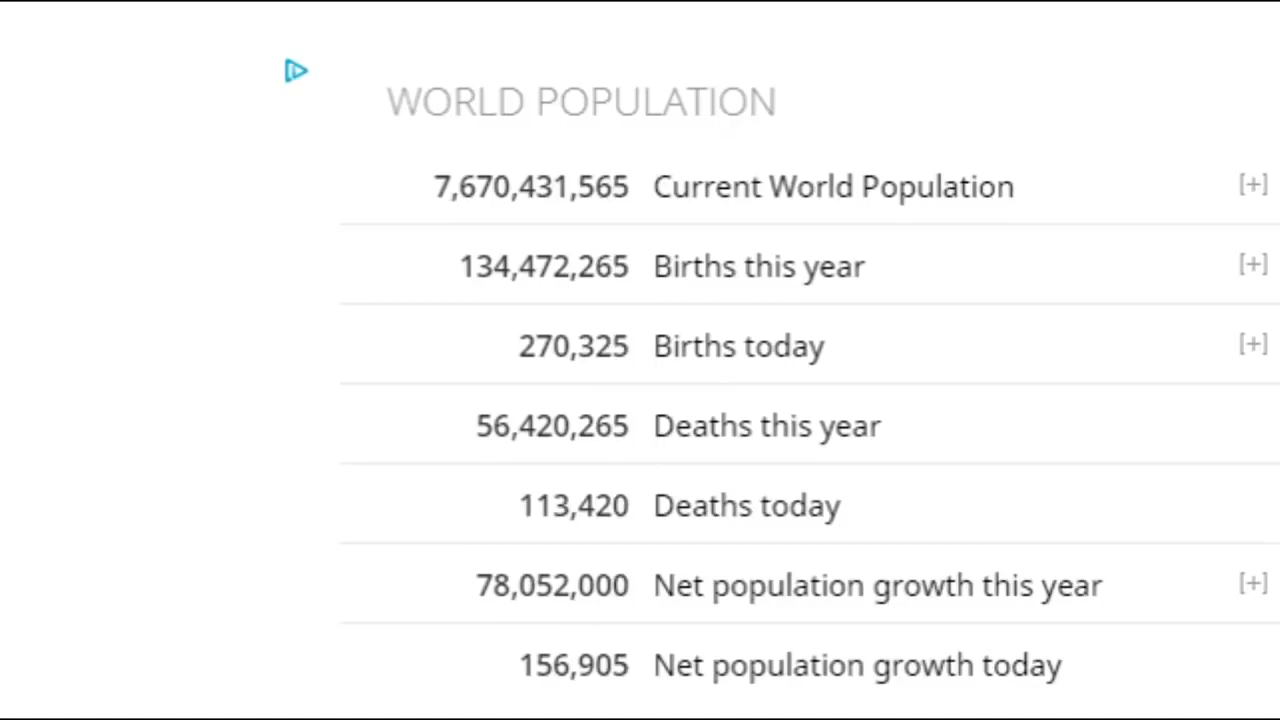 WORLD POPULATION
7,670,431,565 Current World Population [+]
134,472,265 Births this year [+]
270,325 Births today [+]
56,420,265 Deaths this year
113,420 Deaths today
78,052,000 Net population growth this year [+]
156,905 Net population growth today